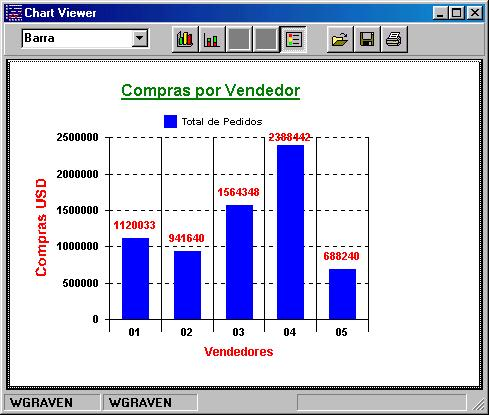 Chart Viewer
Barra
Compras por Vendedor
Total de Pedidos
Compras USD
2500000
2000000
1500000
1000000
500000
0
1120033
941640
1564348
2388442
688240
01 02 03 04 05
Vendedores
WGRAVEN WGRAVEN